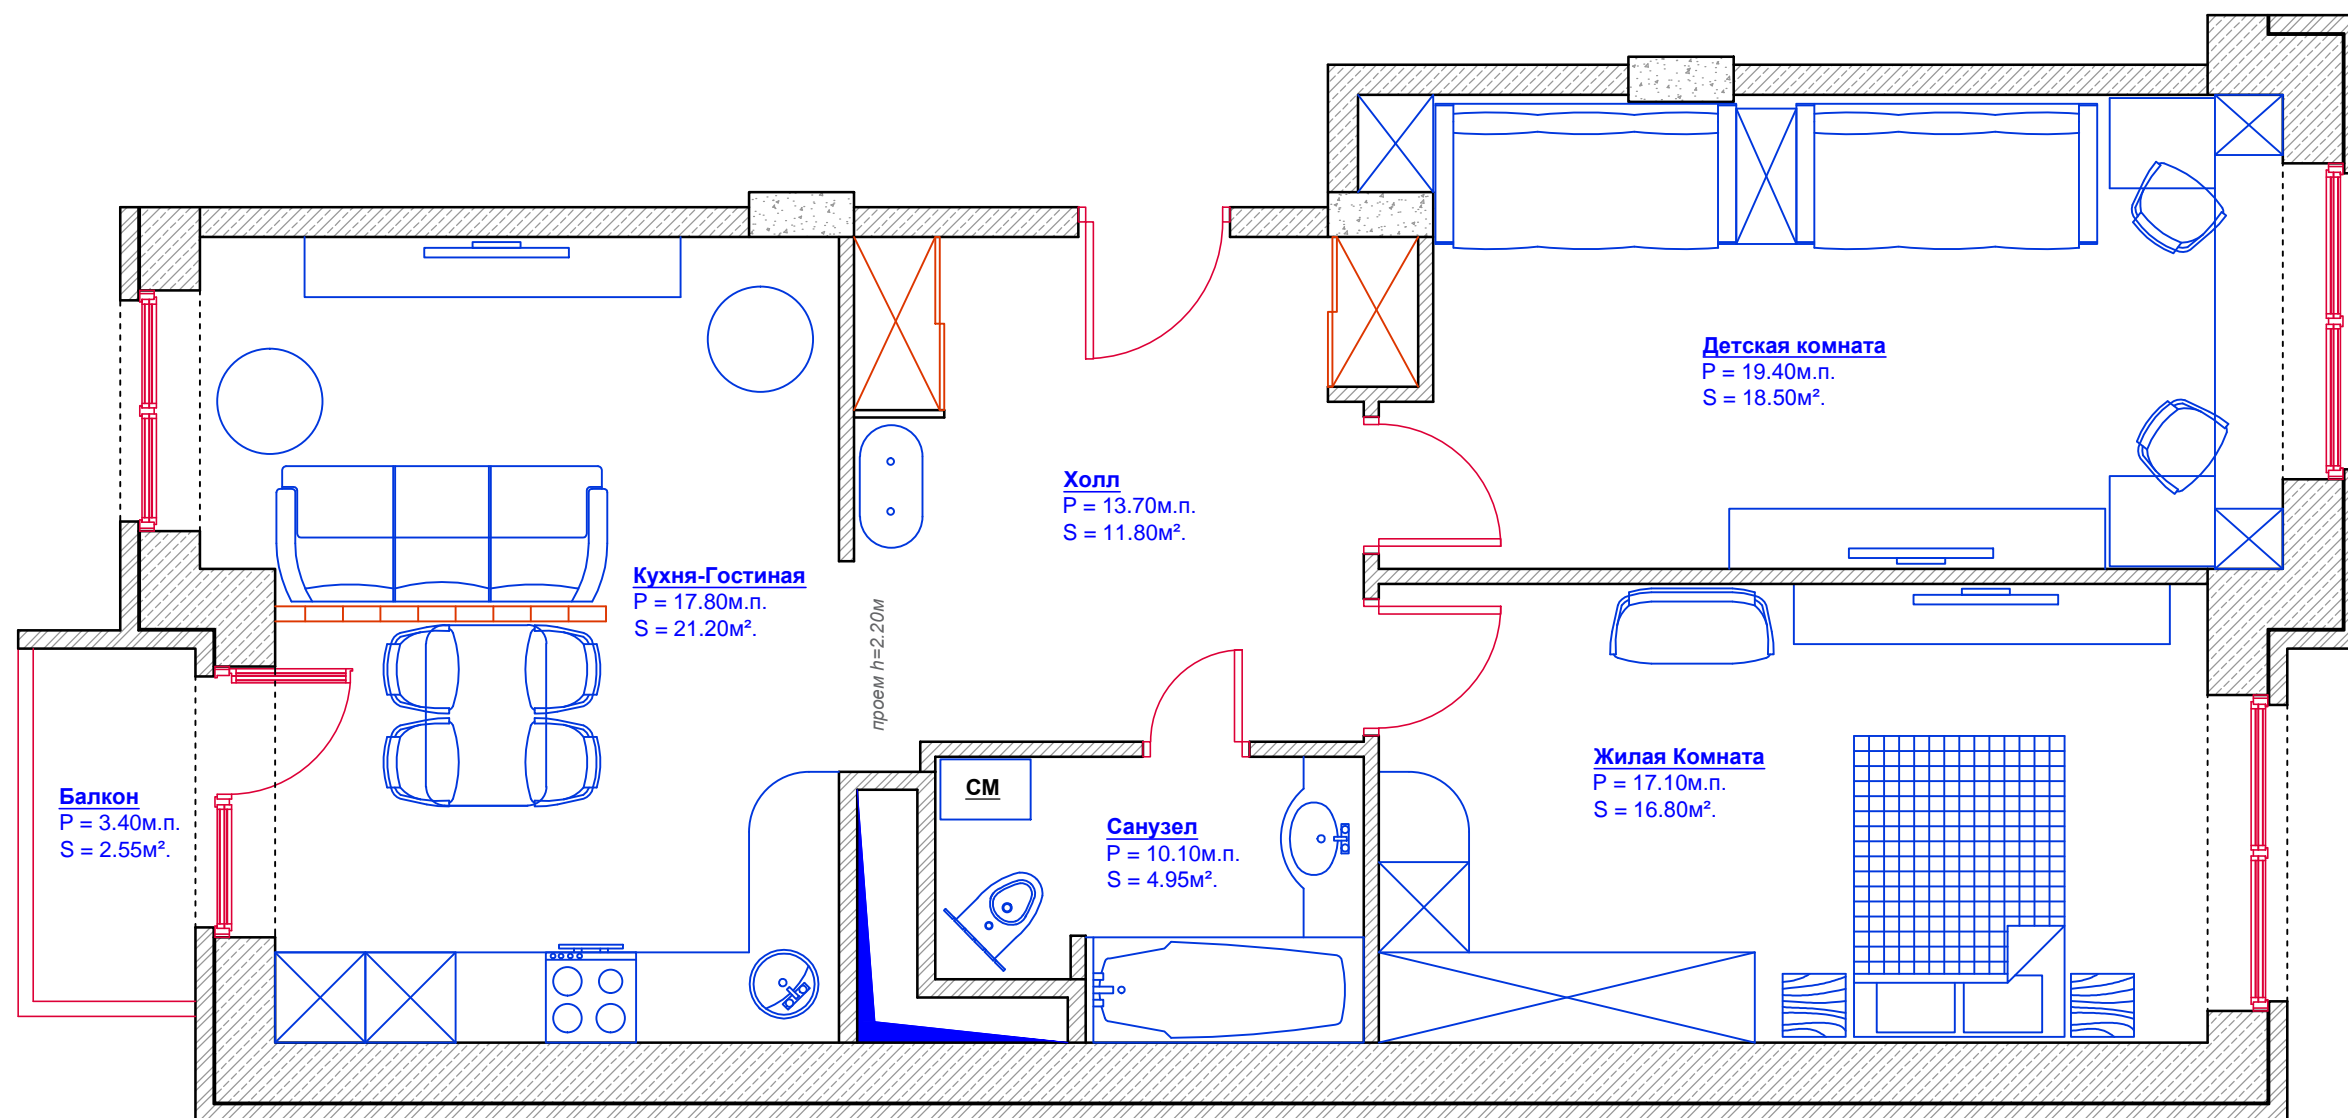 Детская комната
P = 19.40м.п.
S = 18.50м².
Холл
P = 13.70м.п.
S = 11.80м².
Кухня-Гостиная
P = 17.80м.п.
S = 21.20м².
проем h=2.20м
Жилая Комната
P = 17.10м.п.
S = 16.80м².
Балкон
P = 3.40м.п.
S = 2.55м².
СМ
Санузел
P = 10.10м.п.
S = 4.95м².